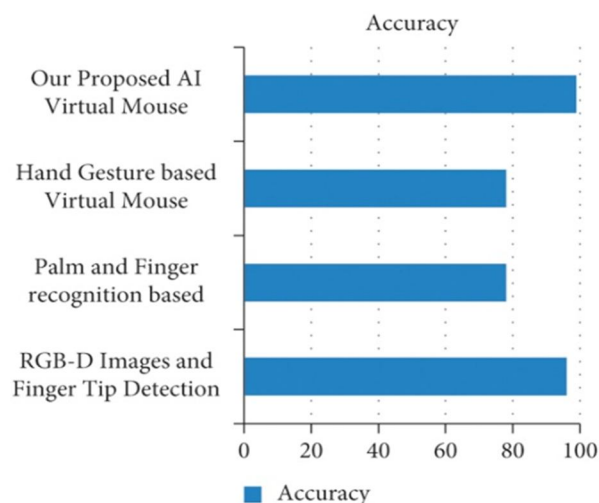 Accuracy
Our Proposed AI
Virtual Mouse
Hand Gesture based
Virtual Mouse
Palm and Finger
recognition based
RGB-D Images and
Finger Tip Detection
0 20 40 60 80 100
Accuracy